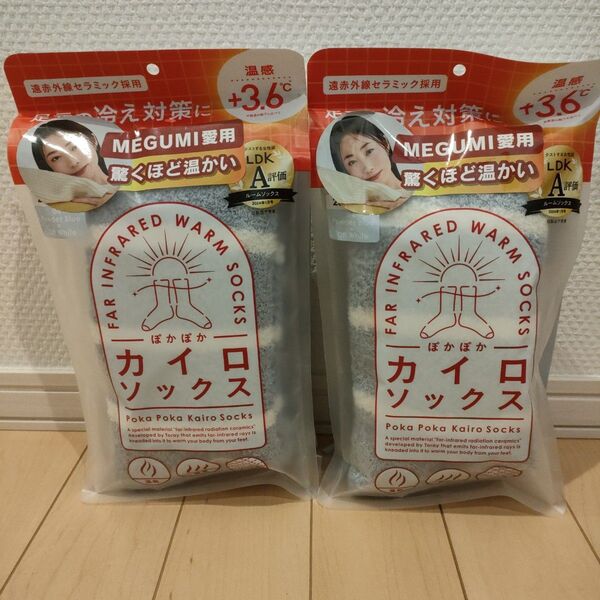 遠赤外線セラミック採用
温感
+3.6℃
冷え対策に
MEGUMI愛用
驚くほど温かい
LDK
A評価
ルームソックス
FAR INFRARED WARM SOCKS
ぽかぽか
カイロ
ソックス
Poka Poka Kairo Socks
A special material "far-infrared radiation ceramics"
developed by Toray that emits far-infrared rays is
kneaded into it to warm your body from your feet.
遠赤外線セラミック採用
温感
+3.6℃
の冷え対策に
MEGUMI愛用
驚くほど温かい
LDK
A評価
ルームソックス
FAR INFRARED WARM SOCKS
ぽかぽか
カイロ
ソックス
Poka Poka Kairo Socks
A special material "far-infrared radiation ceramics"
developed by Toray that emits far-infrared rays is
kneaded into it to warm your body from your feet.